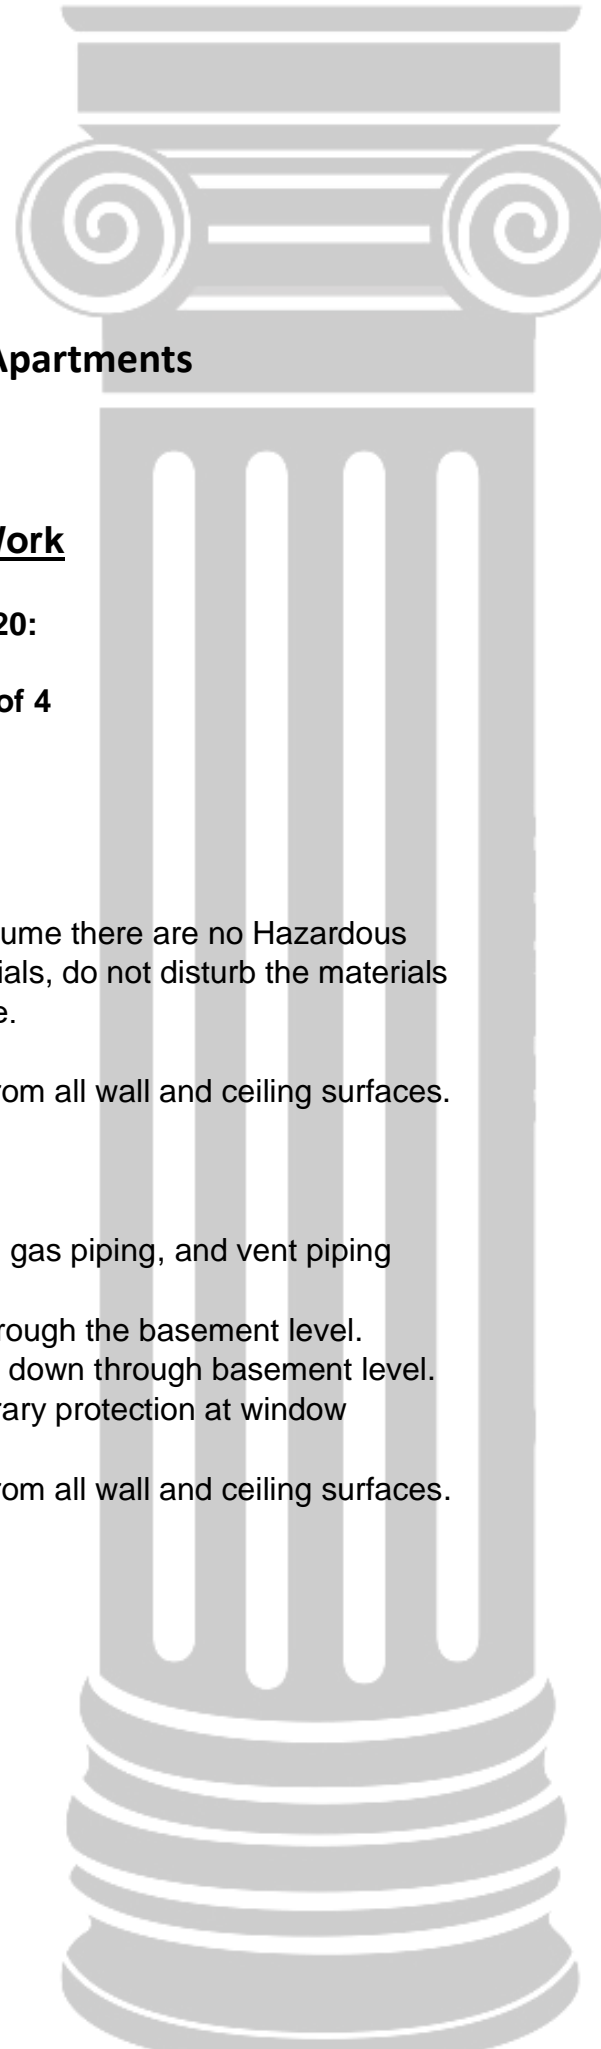 Apartments
Work
20:
of 4
ume there are no Hazardous
ials, do not disturb the materials
e.
rom all wall and ceiling surfaces.
gas piping, and vent piping
rough the basement level.
down through basement level.
rary protection at window
rom all wall and ceiling surfaces.